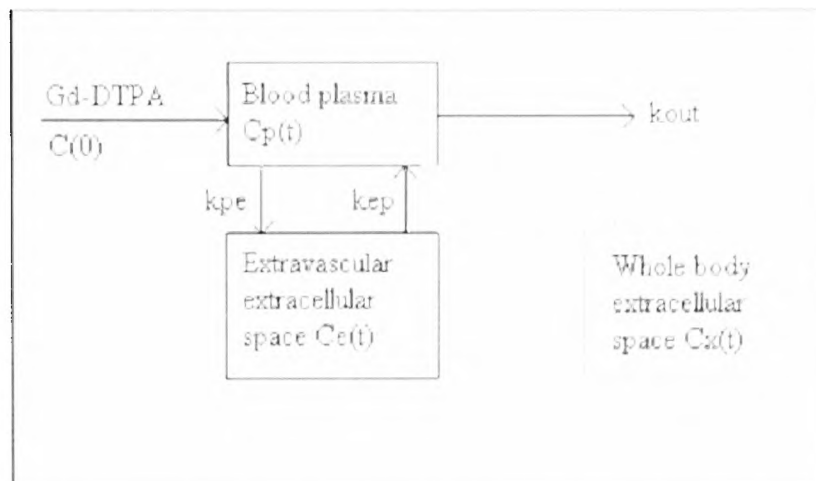 Gd-DTPA
C(0)
Blood plasma
Cp(t)
kout
kpe
kep
Extravascular
extracellular
space Ce(t)
Whole body
extracellular
space Cx(t)